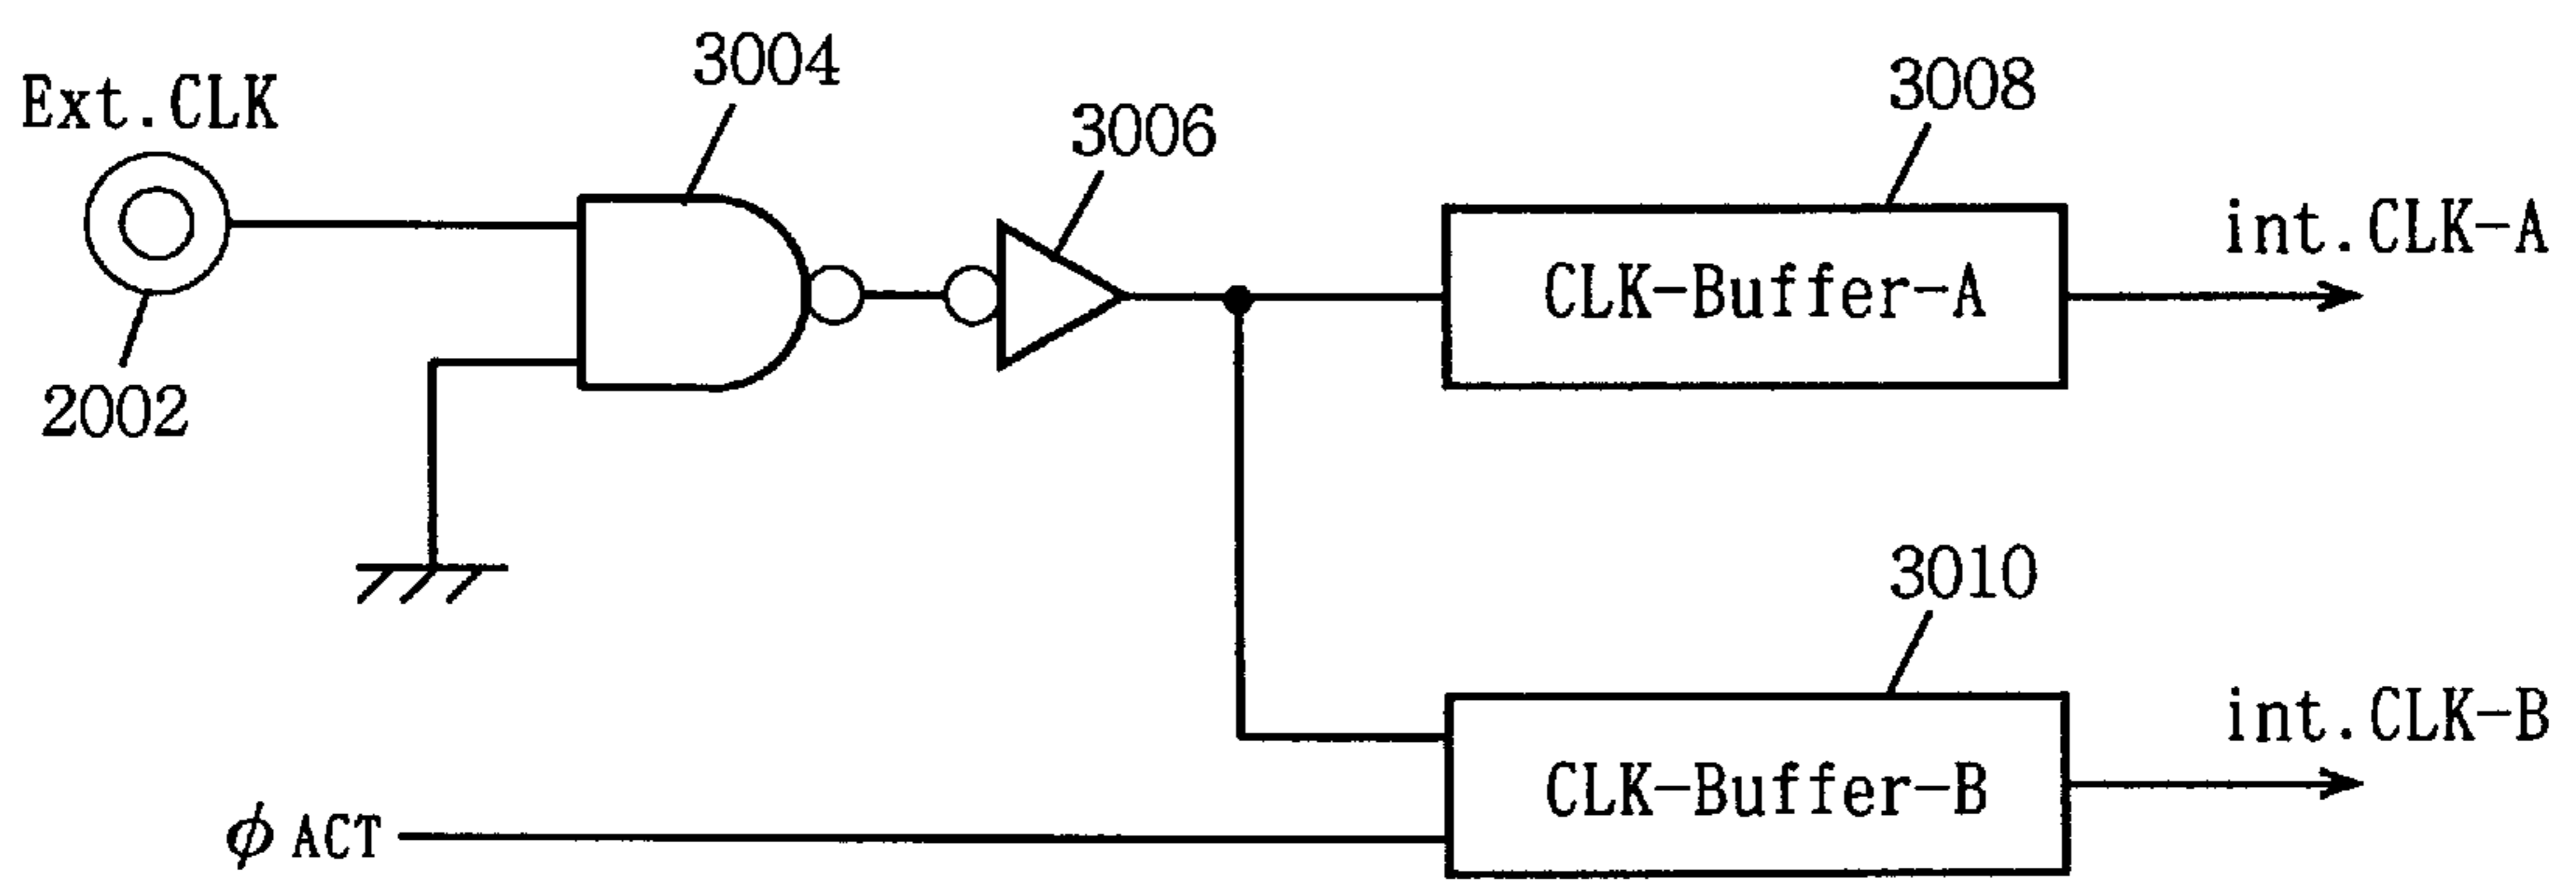 Ext.CLK
3004
3006
3008
2002
CLK-Buffer-A
int.CLK-A
3010
CLK-Buffer-B
int.CLK-B
ϕ ACT